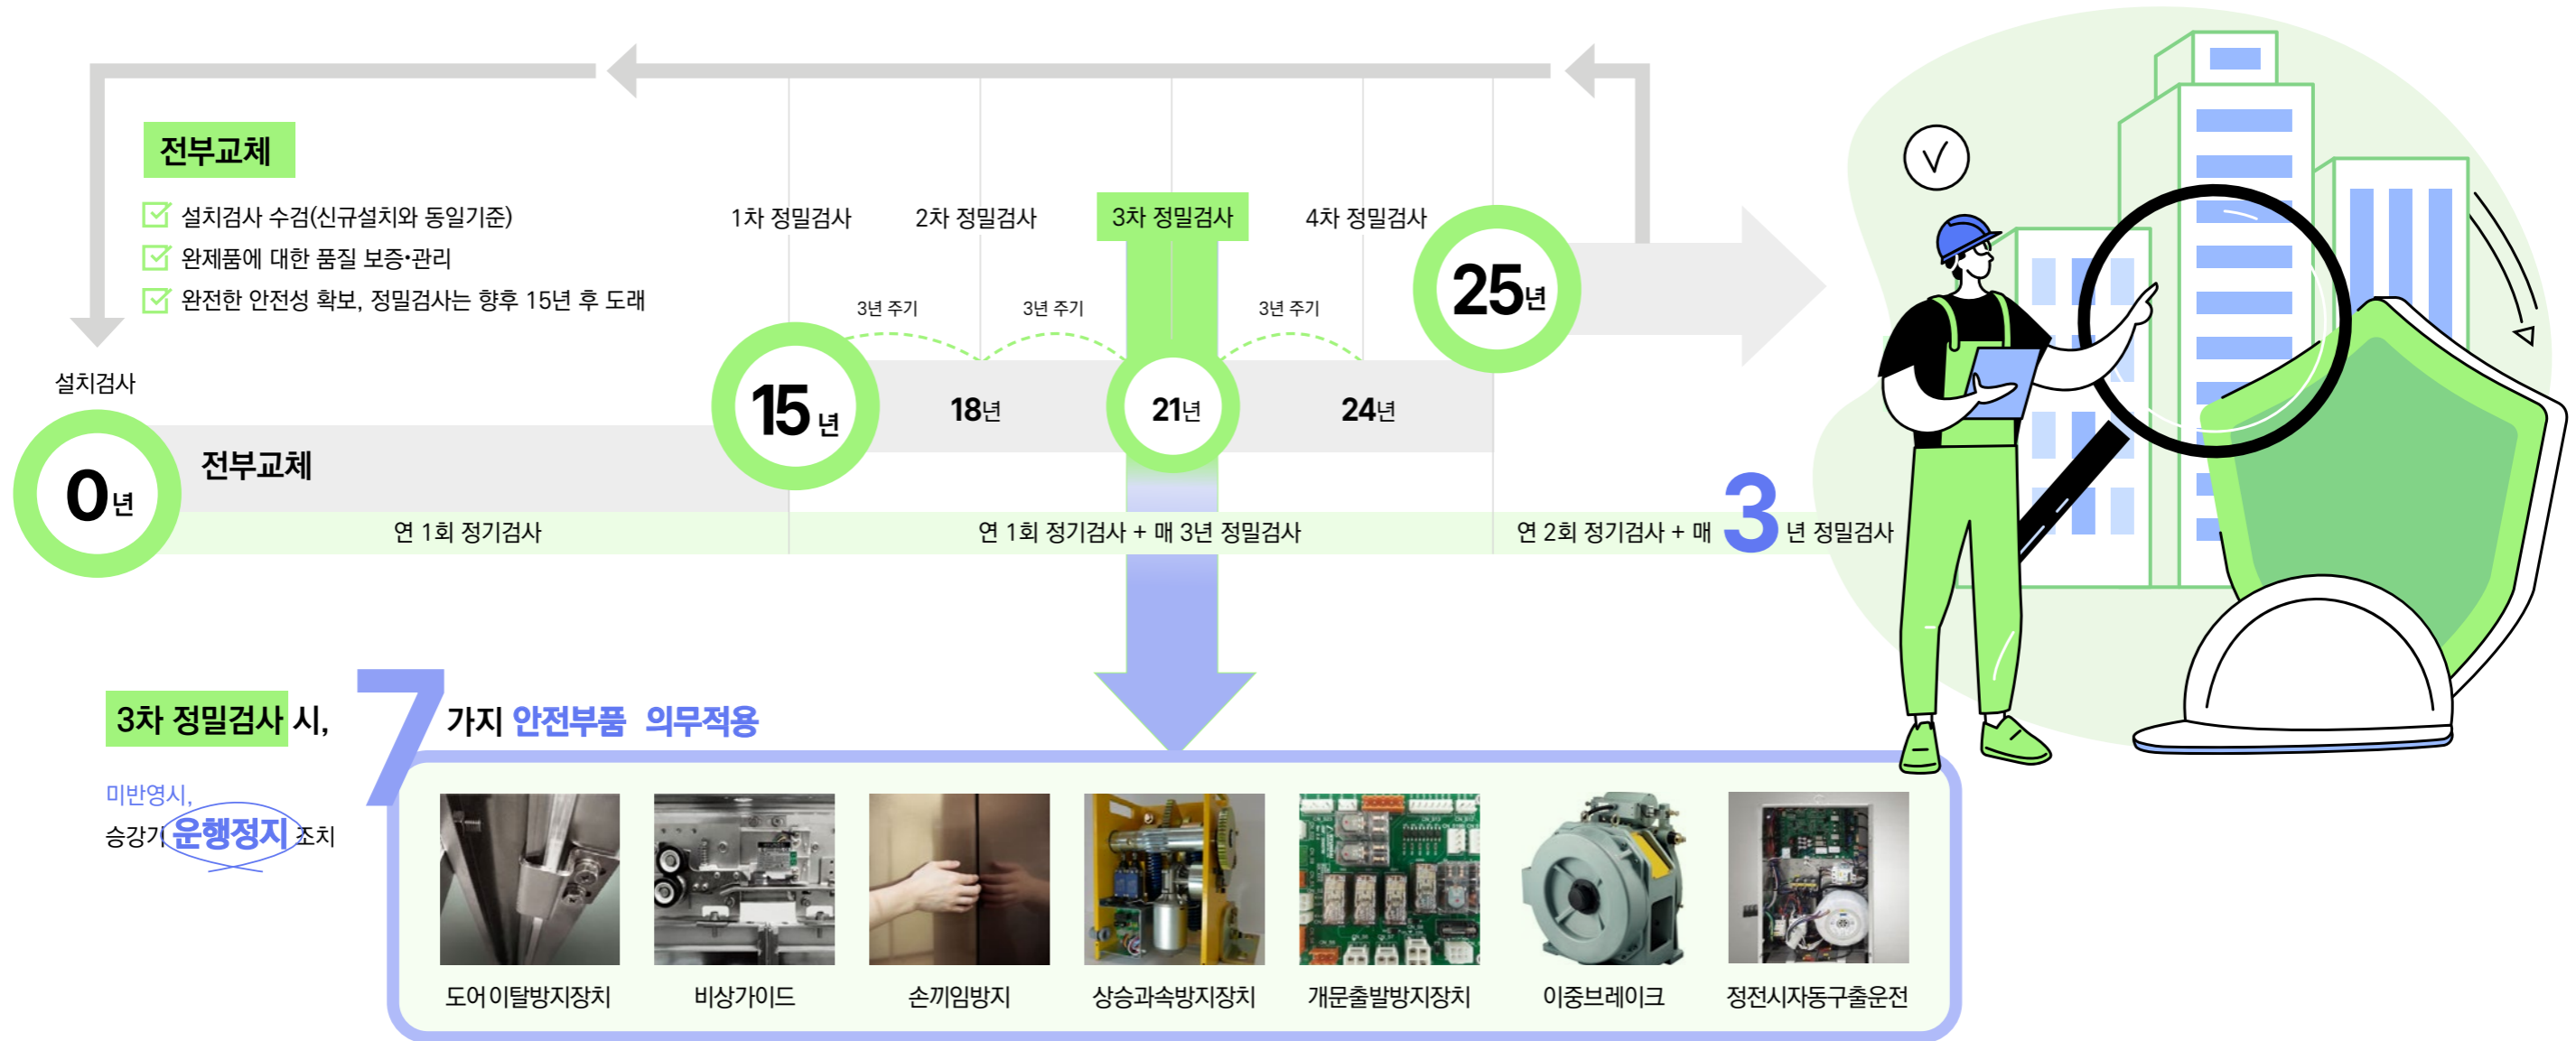 전부교체
설치검사 수검(신규설치와 동일기준)
완제품에 대한 품질 보증•관리
완전한 안전성 확보, 정밀검사는 향후 15년 후 도래
1차 정밀검사
2차 정밀검사
3차 정밀검사
4차 정밀검사
3년 주기
3년 주기
3년 주기
설치검사
0년
전부교체
15년
18년
21년
24년
25년
연 1회 정기검사
연 1회 정기검사 + 매 3년 정밀검사
연 2회 정기검사 + 매 3년 정밀검사
3차 정밀검사 시, 7가지 안전부품 의무적용
미반영시,
승강기 운행정지 조치
도어이탈방지장치
비상가이드
손끼임방지
상승과속방지장치
개문출발방지장치
이중브레이크
정전시자동구출운전